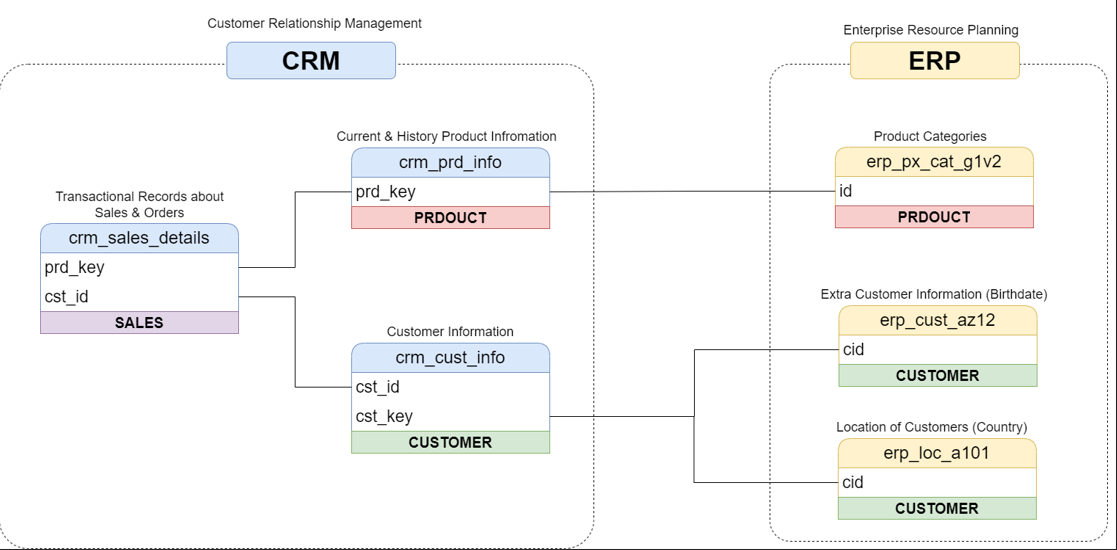 Customer Relationship Management
CRM
Enterprise Resource Planning
ERP
Transactional Records about
Sales & Orders
crm_sales_details
prd_key
cst_id
SALES
Current & History Product Infromation
crm_prd_info
prd_key
PRDOUCT
Customer Information
crm_cust_info
cst_id
cst_key
CUSTOMER
Product Categories
erp_px_cat_g1v2
id
PRDOUCT
Extra Customer Information (Birthdate)
erp_cust_az12
cid
CUSTOMER
Location of Customers (Country)
erp_loc_a101
cid
CUSTOMER